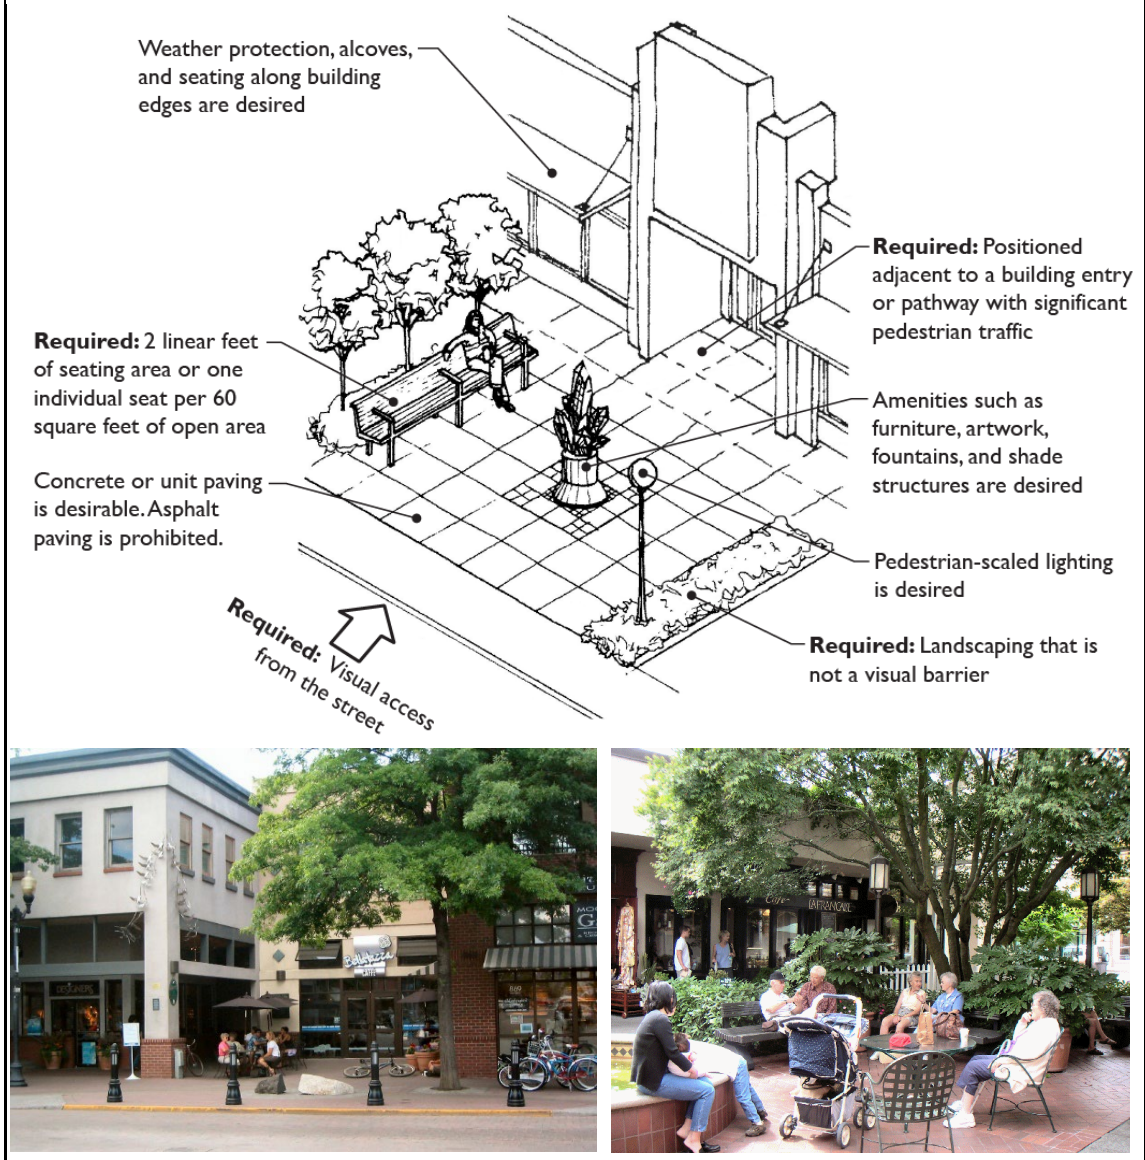 Weather protection, alcoves,
and seating along building
edges are desired
Required: Positioned
adjacent to a building entry
or pathway with significant
pedestrian traffic
Required: 2 linear feet
of seating area or one
individual seat per 60
square feet of open area
Amenities such as
furniture, artwork,
fountains, and shade
structures are desired
Concrete or unit paving
is desirable. Asphalt
paving is prohibited.
Pedestrian-scaled lighting
is desired
Required: Visual access
from the street
Required: Landscaping that is
not a visual barrier
DESIGNERS
Bellatazza
CAFFE
Cafe